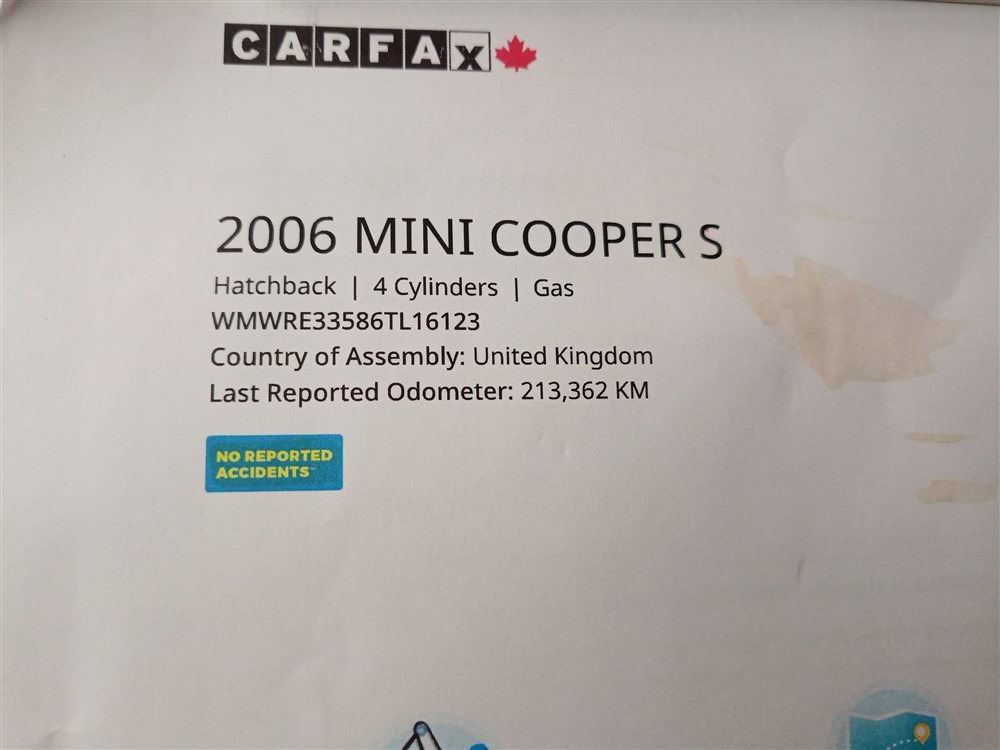 CARFAX
2006 MINI COOPER S
Hatchback | 4 Cylinders | Gas
WMWRE33586TL16123
Country of Assembly: United Kingdom
Last Reported Odometer: 213,362 KM
NO REPORTED
ACCIDENTS™